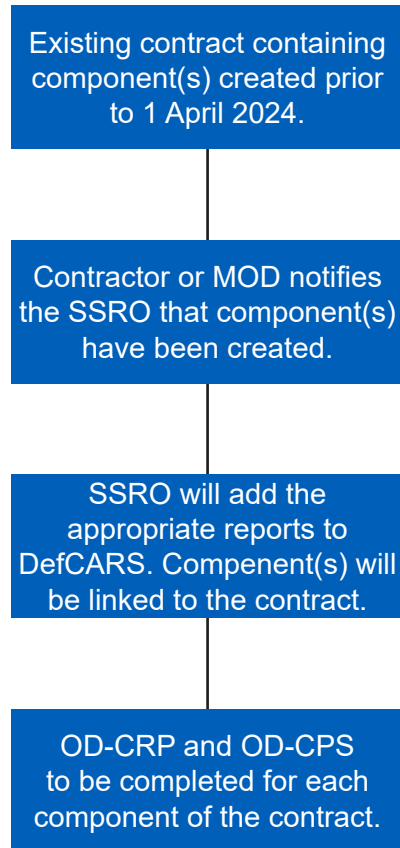 Existing contract containing
component(s) created prior
to 1 April 2024.
Contractor or MOD notifies
the SSRO that component(s)
have been created.
SSRO will add the
appropriate reports to
DefCARS. Compenent(s) will
be linked to the contract.
OD-CRP and OD-CPS
to be completed for each
component of the contract.